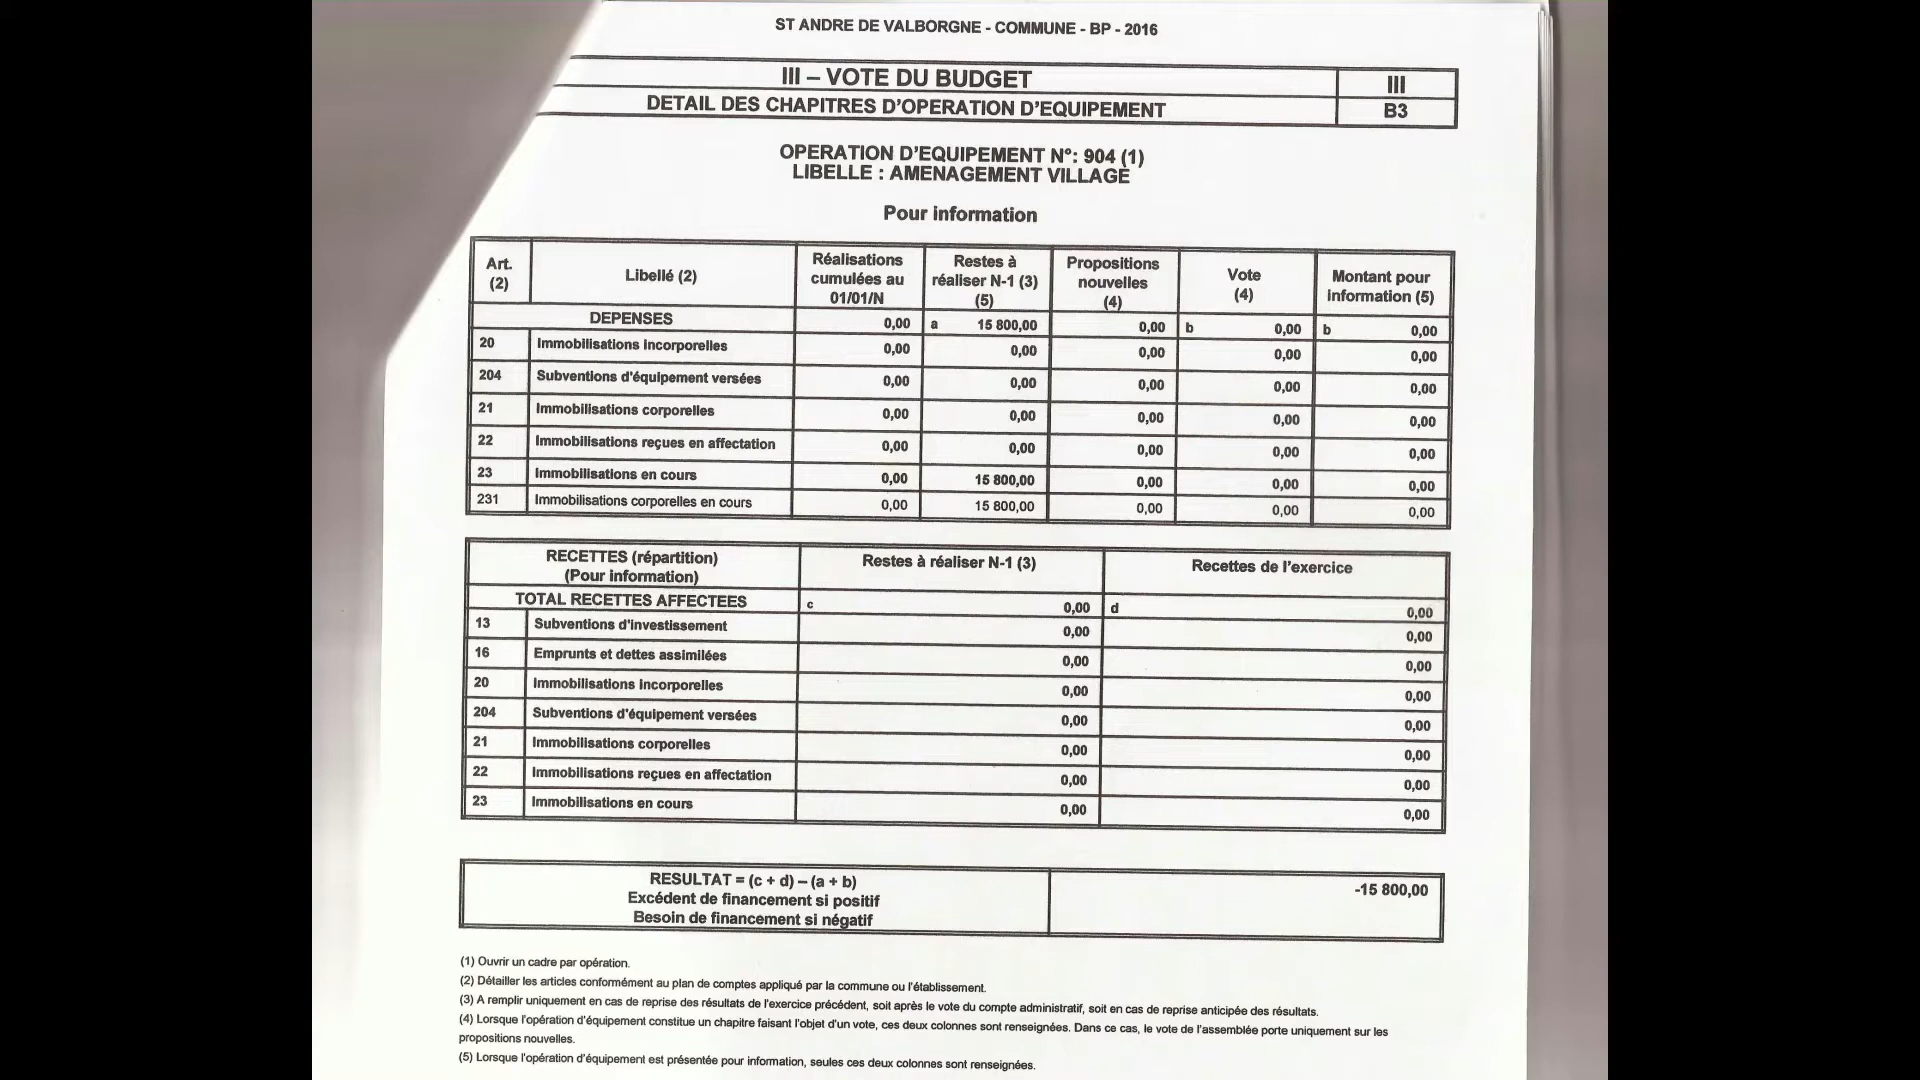 ST ANDRE DE VALBORGNE - COMMUNE - BP - 2016
III – VOTE DU BUDGET III
DETAIL DES CHAPITRES D'OPERATION D'EQUIPEMENT B3
OPERATION D'EQUIPEMENT N°: 904 (1)
LIBELLE : AMENAGEMENT VILLAGE
Pour information
Art. (2) Libellé (2) Réalisations cumulées au 01/01/N Restes à réaliser N-1 (3) (5) Propositions nouvelles (4) Vote (4) Montant pour information (5)
DEPENSES 0,00 a 15 800,00 0,00 b 0,00 b 0,00
20 Immobilisations incorporelles 0,00 0,00 0,00 0,00 0,00
204 Subventions d'équipement versées 0,00 0,00 0,00 0,00 0,00
21 Immobilisations corporelles 0,00 0,00 0,00 0,00 0,00
22 Immobilisations reçues en affectation 0,00 0,00 0,00 0,00 0,00
23 Immobilisations en cours 0,00 15 800,00 0,00 0,00 0,00
231 Immobilisations corporelles en cours 0,00 15 800,00 0,00 0,00 0,00
RECETTES (répartition) (Pour information) Restes à réaliser N-1 (3) Recettes de l'exercice
TOTAL RECETTES AFFECTEES c 0,00 d 0,00
13 Subventions d'investissement 0,00 0,00
16 Emprunts et dettes assimilées 0,00 0,00
20 Immobilisations incorporelles 0,00 0,00
204 Subventions d'équipement versées 0,00 0,00
21 Immobilisations corporelles 0,00 0,00
22 Immobilisations reçues en affectation 0,00 0,00
23 Immobilisations en cours 0,00 0,00
RESULTAT = (c + d) – (a + b) -15 800,00
Excédent de financement si positif
Besoin de financement si négatif
(1) Ouvrir un cadre par opération.
(2) Détailler les articles conformément au plan de comptes appliqué par la commune ou l'établissement.
(3) A remplir uniquement en cas de reprise des résultats de l'exercice précédent, soit après le vote du compte administratif, soit en cas de reprise anticipée des résultats.
(4) Lorsque l'opération d'équipement constitue un chapitre faisant l'objet d'un vote, ces deux colonnes sont renseignées. Dans ce cas, le vote de l'assemblée porte uniquement sur les
propositions nouvelles.
(5) Lorsque l'opération d'équipement est présentée pour information, seules ces deux colonnes sont renseignées.